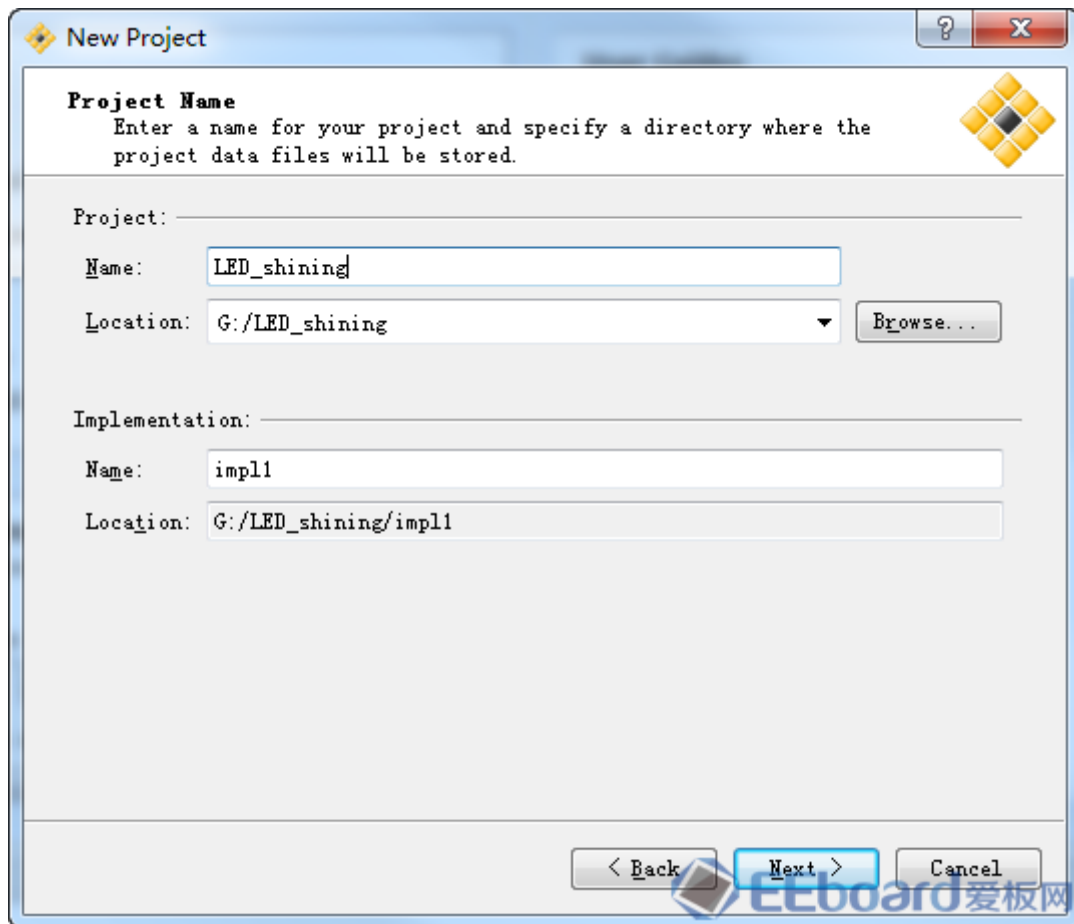 New Project
Project Name
Enter a name for your project and specify a directory where the
project data files will be stored.
Project:
Name: LED_shining
Location: G:/LED_shining Browse...
Implementation:
Name: impl1
Location: G:/LED_shining/impl1
< Back Next > Cancel
EEboard爱板网